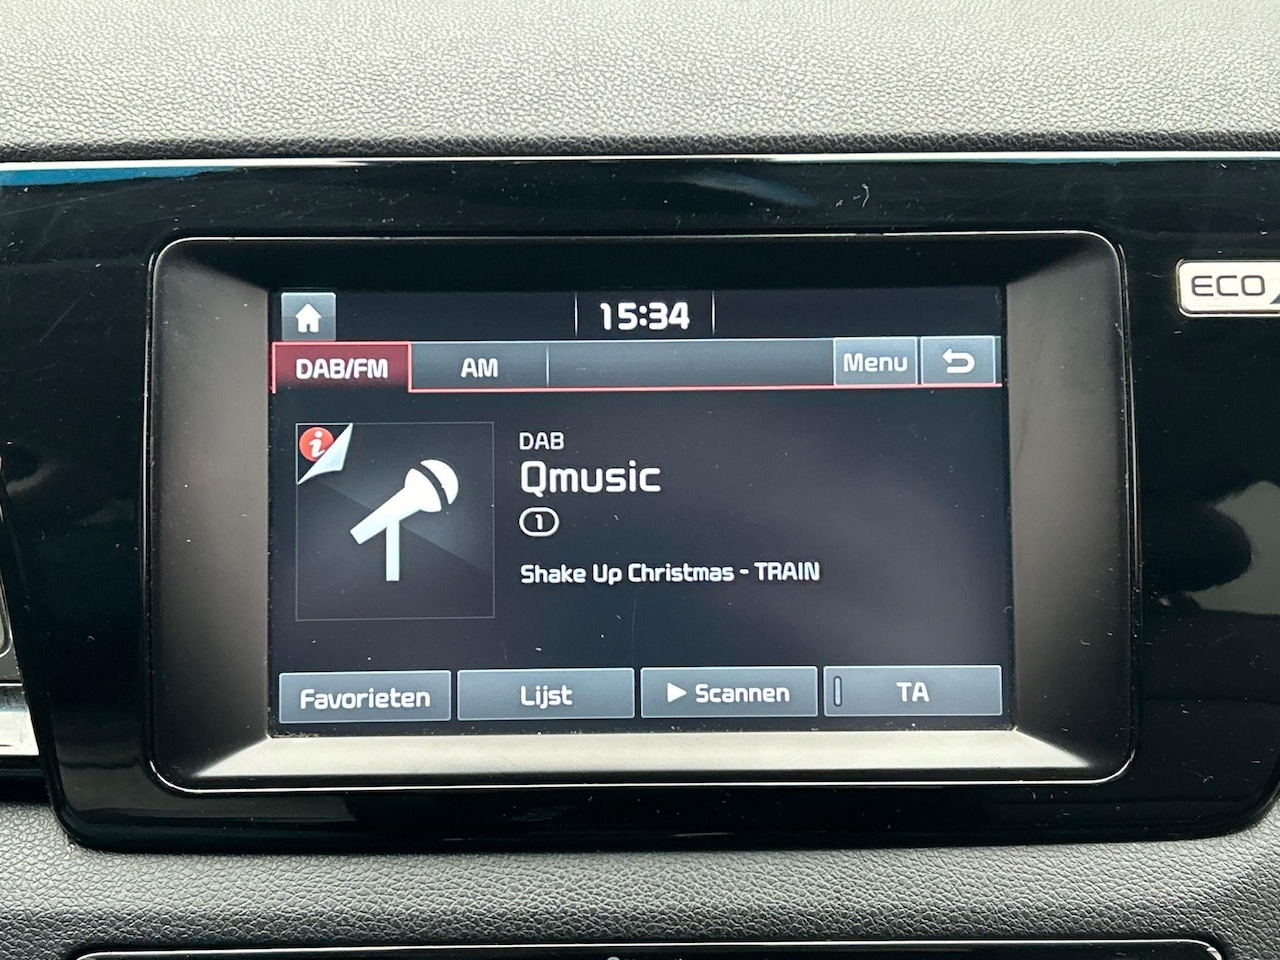 15:34
DAB/FM AM Menu
ECO
i
DAB
Qmusic
1
Shake Up Christmas - TRAIN
Favorieten Lijst Scannen TA